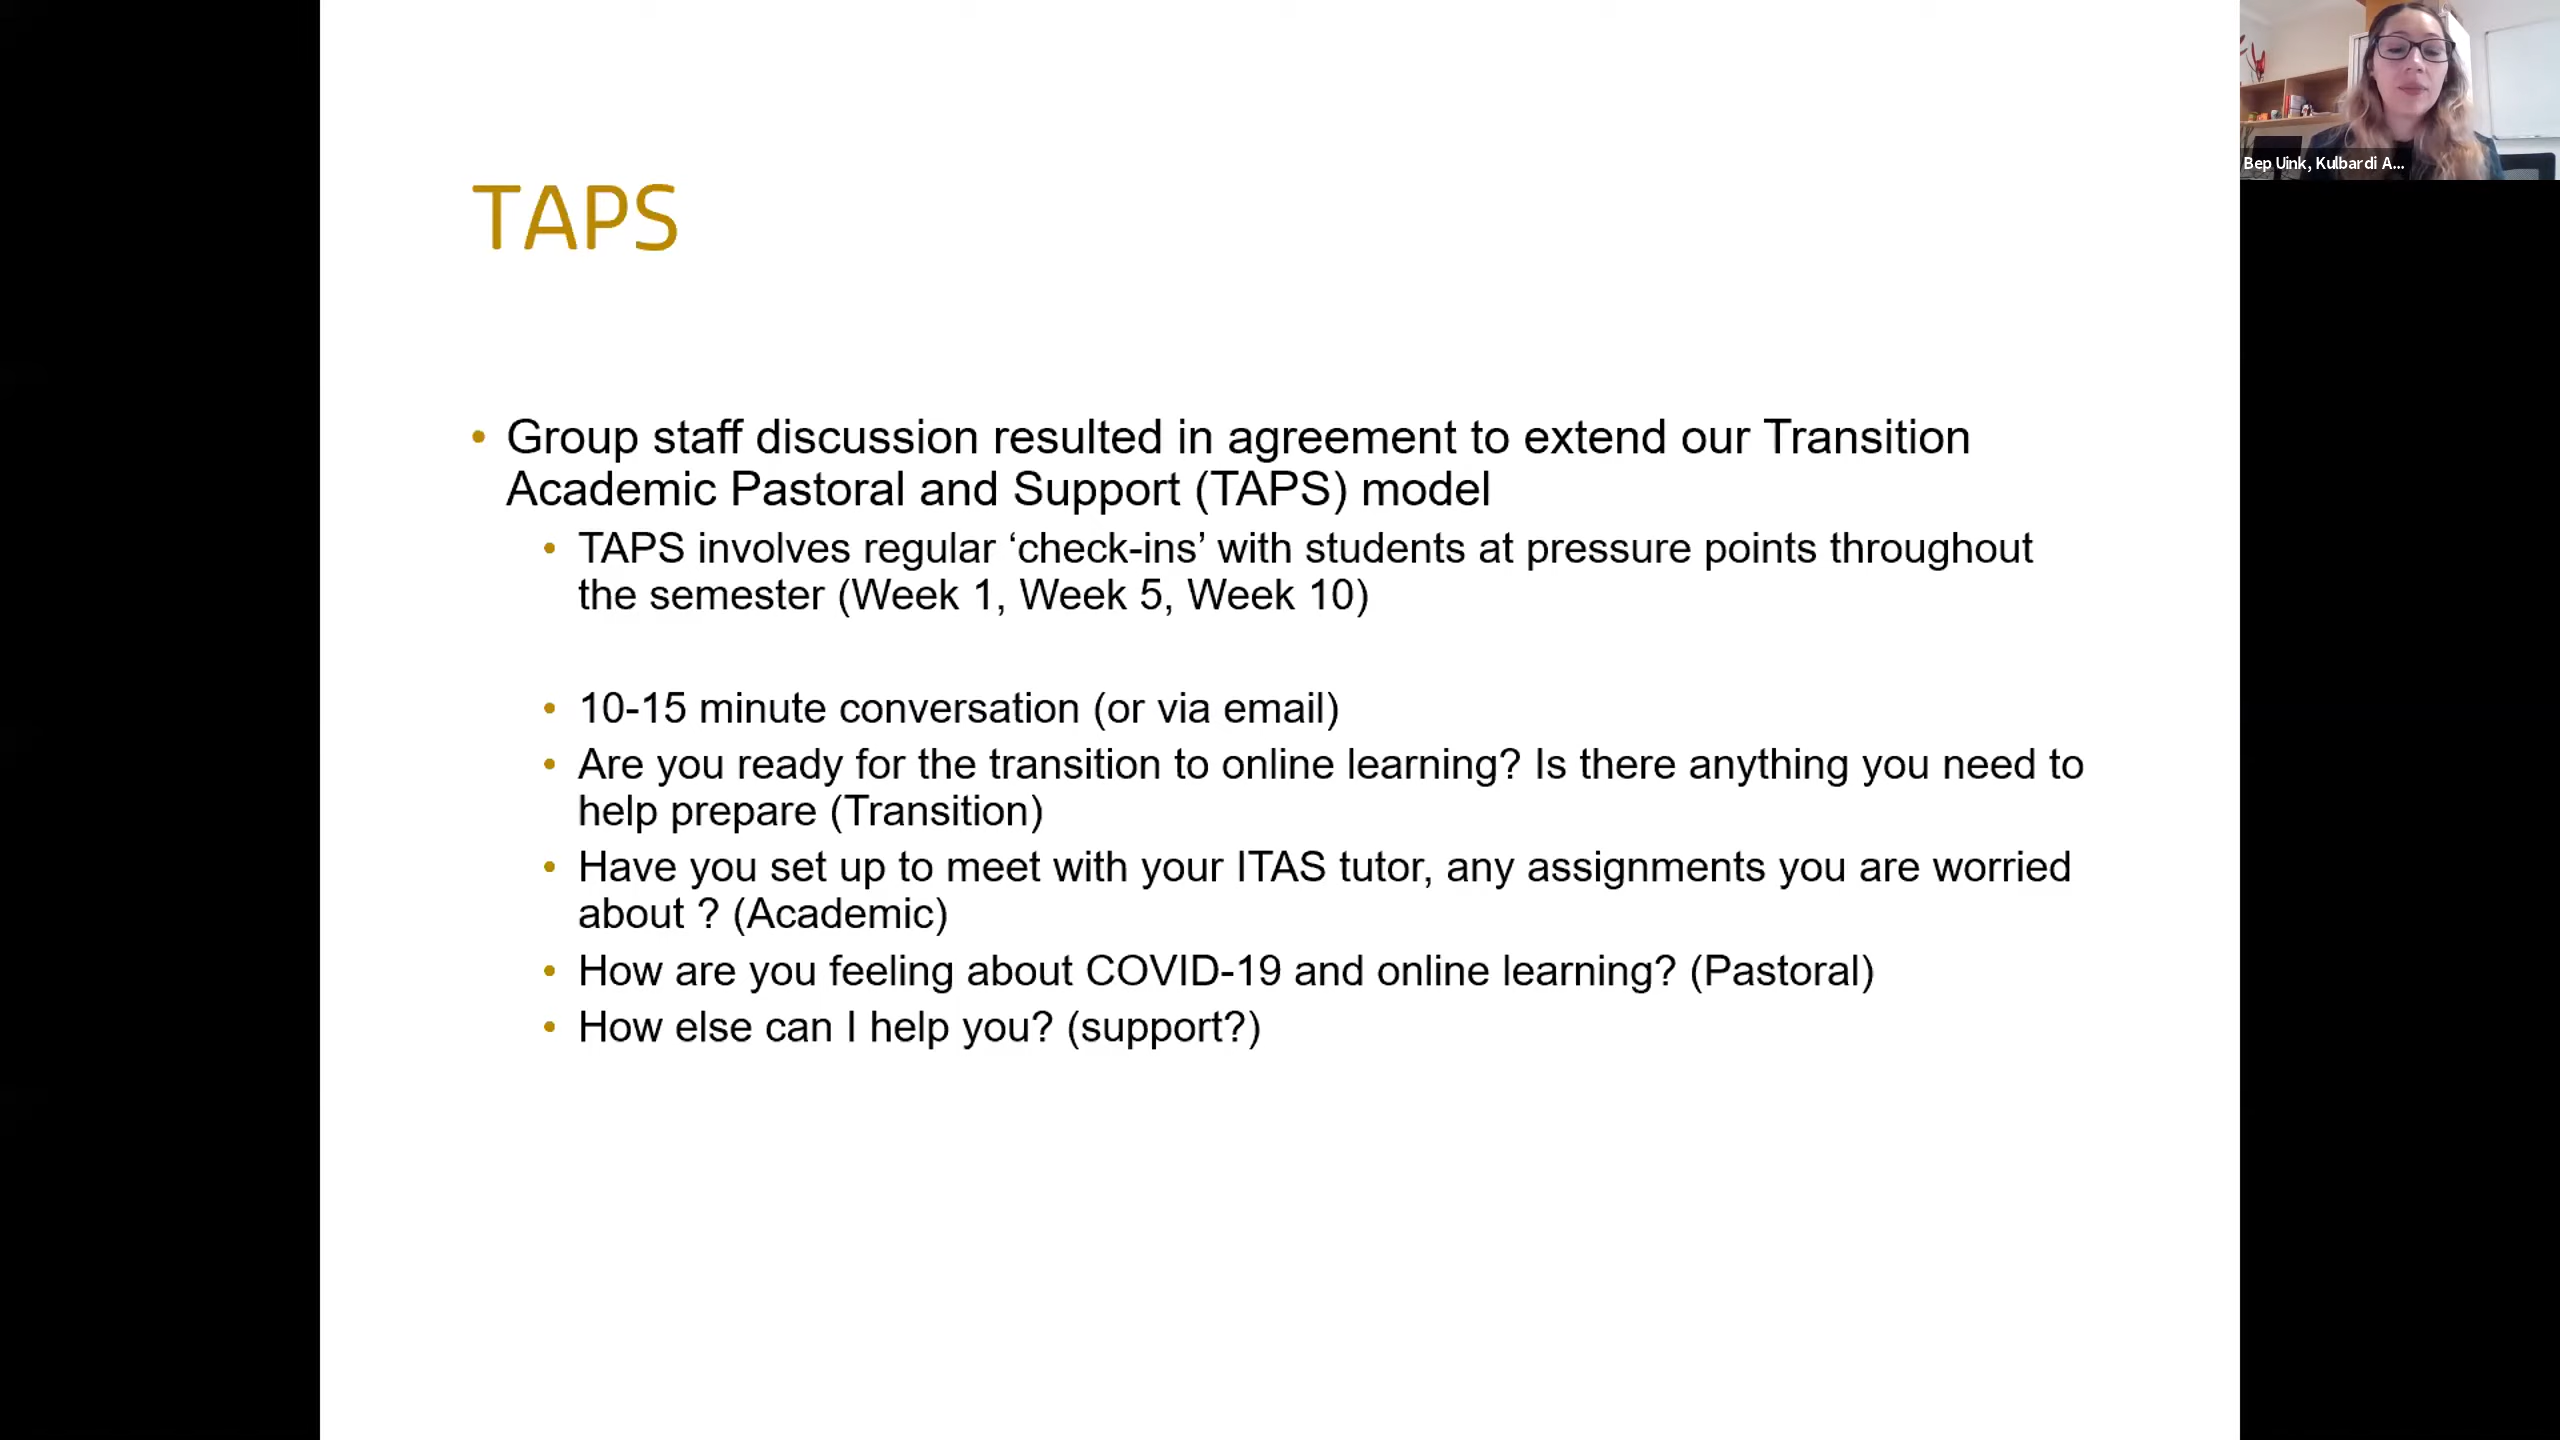 TAPS
• Group staff discussion resulted in agreement to extend our Transition
Academic Pastoral and Support (TAPS) model
• TAPS involves regular ‘check-ins’ with students at pressure points throughout
the semester (Week 1, Week 5, Week 10)
• 10-15 minute conversation (or via email)
• Are you ready for the transition to online learning? Is there anything you need to
help prepare (Transition)
• Have you set up to meet with your ITAS tutor, any assignments you are worried
about ? (Academic)
• How are you feeling about COVID-19 and online learning? (Pastoral)
• How else can I help you? (support?)
Bep Uink, Kulbardi A...